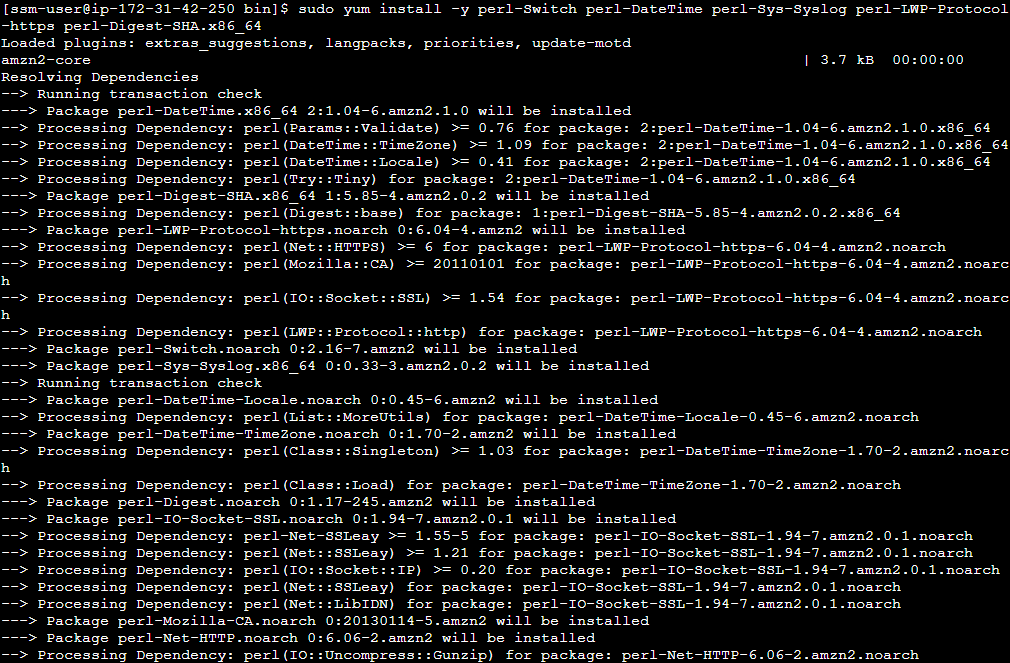 [ssm-user@ip-172-31-42-250 bin]$ sudo yum install -y perl-Switch perl-DateTime perl-Sys-Syslog perl-LWP-Protocol
-https perl-Digest-SHA.x86_64
Loaded plugins: extras_suggestions, langpacks, priorities, update-motd
amzn2-core                                                                               | 3.7 kB  00:00:00
Resolving Dependencies
--> Running transaction check
---> Package perl-DateTime.x86_64 2:1.04-6.amzn2.1.0 will be installed
--> Processing Dependency: perl(Params::Validate) >= 0.76 for package: 2:perl-DateTime-1.04-6.amzn2.1.0.x86_64
--> Processing Dependency: perl(DateTime::TimeZone) >= 1.09 for package: 2:perl-DateTime-1.04-6.amzn2.1.0.x86_64
--> Processing Dependency: perl(DateTime::Locale) >= 0.41 for package: 2:perl-DateTime-1.04-6.amzn2.1.0.x86_64
--> Processing Dependency: perl(Try::Tiny) for package: 2:perl-DateTime-1.04-6.amzn2.1.0.x86_64
---> Package perl-Digest-SHA.x86_64 1:5.85-4.amzn2.0.2 will be installed
--> Processing Dependency: perl(Digest::base) for package: 1:perl-Digest-SHA-5.85-4.amzn2.0.2.x86_64
---> Package perl-LWP-Protocol-https.noarch 0:6.04-4.amzn2 will be installed
--> Processing Dependency: perl(Net::HTTPS) >= 6 for package: perl-LWP-Protocol-https-6.04-4.amzn2.noarch
--> Processing Dependency: perl(Mozilla::CA) >= 20110101 for package: perl-LWP-Protocol-https-6.04-4.amzn2.noarc
h
--> Processing Dependency: perl(IO::Socket::SSL) >= 1.54 for package: perl-LWP-Protocol-https-6.04-4.amzn2.noarc
h
--> Processing Dependency: perl(LWP::Protocol::http) for package: perl-LWP-Protocol-https-6.04-4.amzn2.noarch
---> Package perl-Switch.noarch 0:2.16-7.amzn2 will be installed
---> Package perl-Sys-Syslog.x86_64 0:0.33-3.amzn2.0.2 will be installed
--> Running transaction check
---> Package perl-DateTime-Locale.noarch 0:0.45-6.amzn2 will be installed
--> Processing Dependency: perl(List::MoreUtils) for package: perl-DateTime-Locale-0.45-6.amzn2.noarch
---> Package perl-DateTime-TimeZone.noarch 0:1.70-2.amzn2 will be installed
--> Processing Dependency: perl(Class::Singleton) >= 1.03 for package: perl-DateTime-TimeZone-1.70-2.amzn2.noarc
h
--> Processing Dependency: perl(Class::Load) for package: perl-DateTime-TimeZone-1.70-2.amzn2.noarch
---> Package perl-Digest.noarch 0:1.17-245.amzn2 will be installed
---> Package perl-IO-Socket-SSL.noarch 0:1.94-7.amzn2.0.1 will be installed
--> Processing Dependency: perl-Net-SSLeay >= 1.55-5 for package: perl-IO-Socket-SSL-1.94-7.amzn2.0.1.noarch
--> Processing Dependency: perl(Net::SSLeay) >= 1.21 for package: perl-IO-Socket-SSL-1.94-7.amzn2.0.1.noarch
--> Processing Dependency: perl(IO::Socket::IP) >= 0.20 for package: perl-IO-Socket-SSL-1.94-7.amzn2.0.1.noarch
--> Processing Dependency: perl(Net::SSLeay) for package: perl-IO-Socket-SSL-1.94-7.amzn2.0.1.noarch
--> Processing Dependency: perl(Net::LibIDN) for package: perl-IO-Socket-SSL-1.94-7.amzn2.0.1.noarch
---> Package perl-Mozilla-CA.noarch 0:20130114-5.amzn2 will be installed
---> Package perl-Net-HTTP.noarch 0:6.06-2.amzn2 will be installed
--> Processing Dependency: perl(IO::Uncompress::Gunzip) for package: perl-Net-HTTP-6.06-2.amzn2.noarch